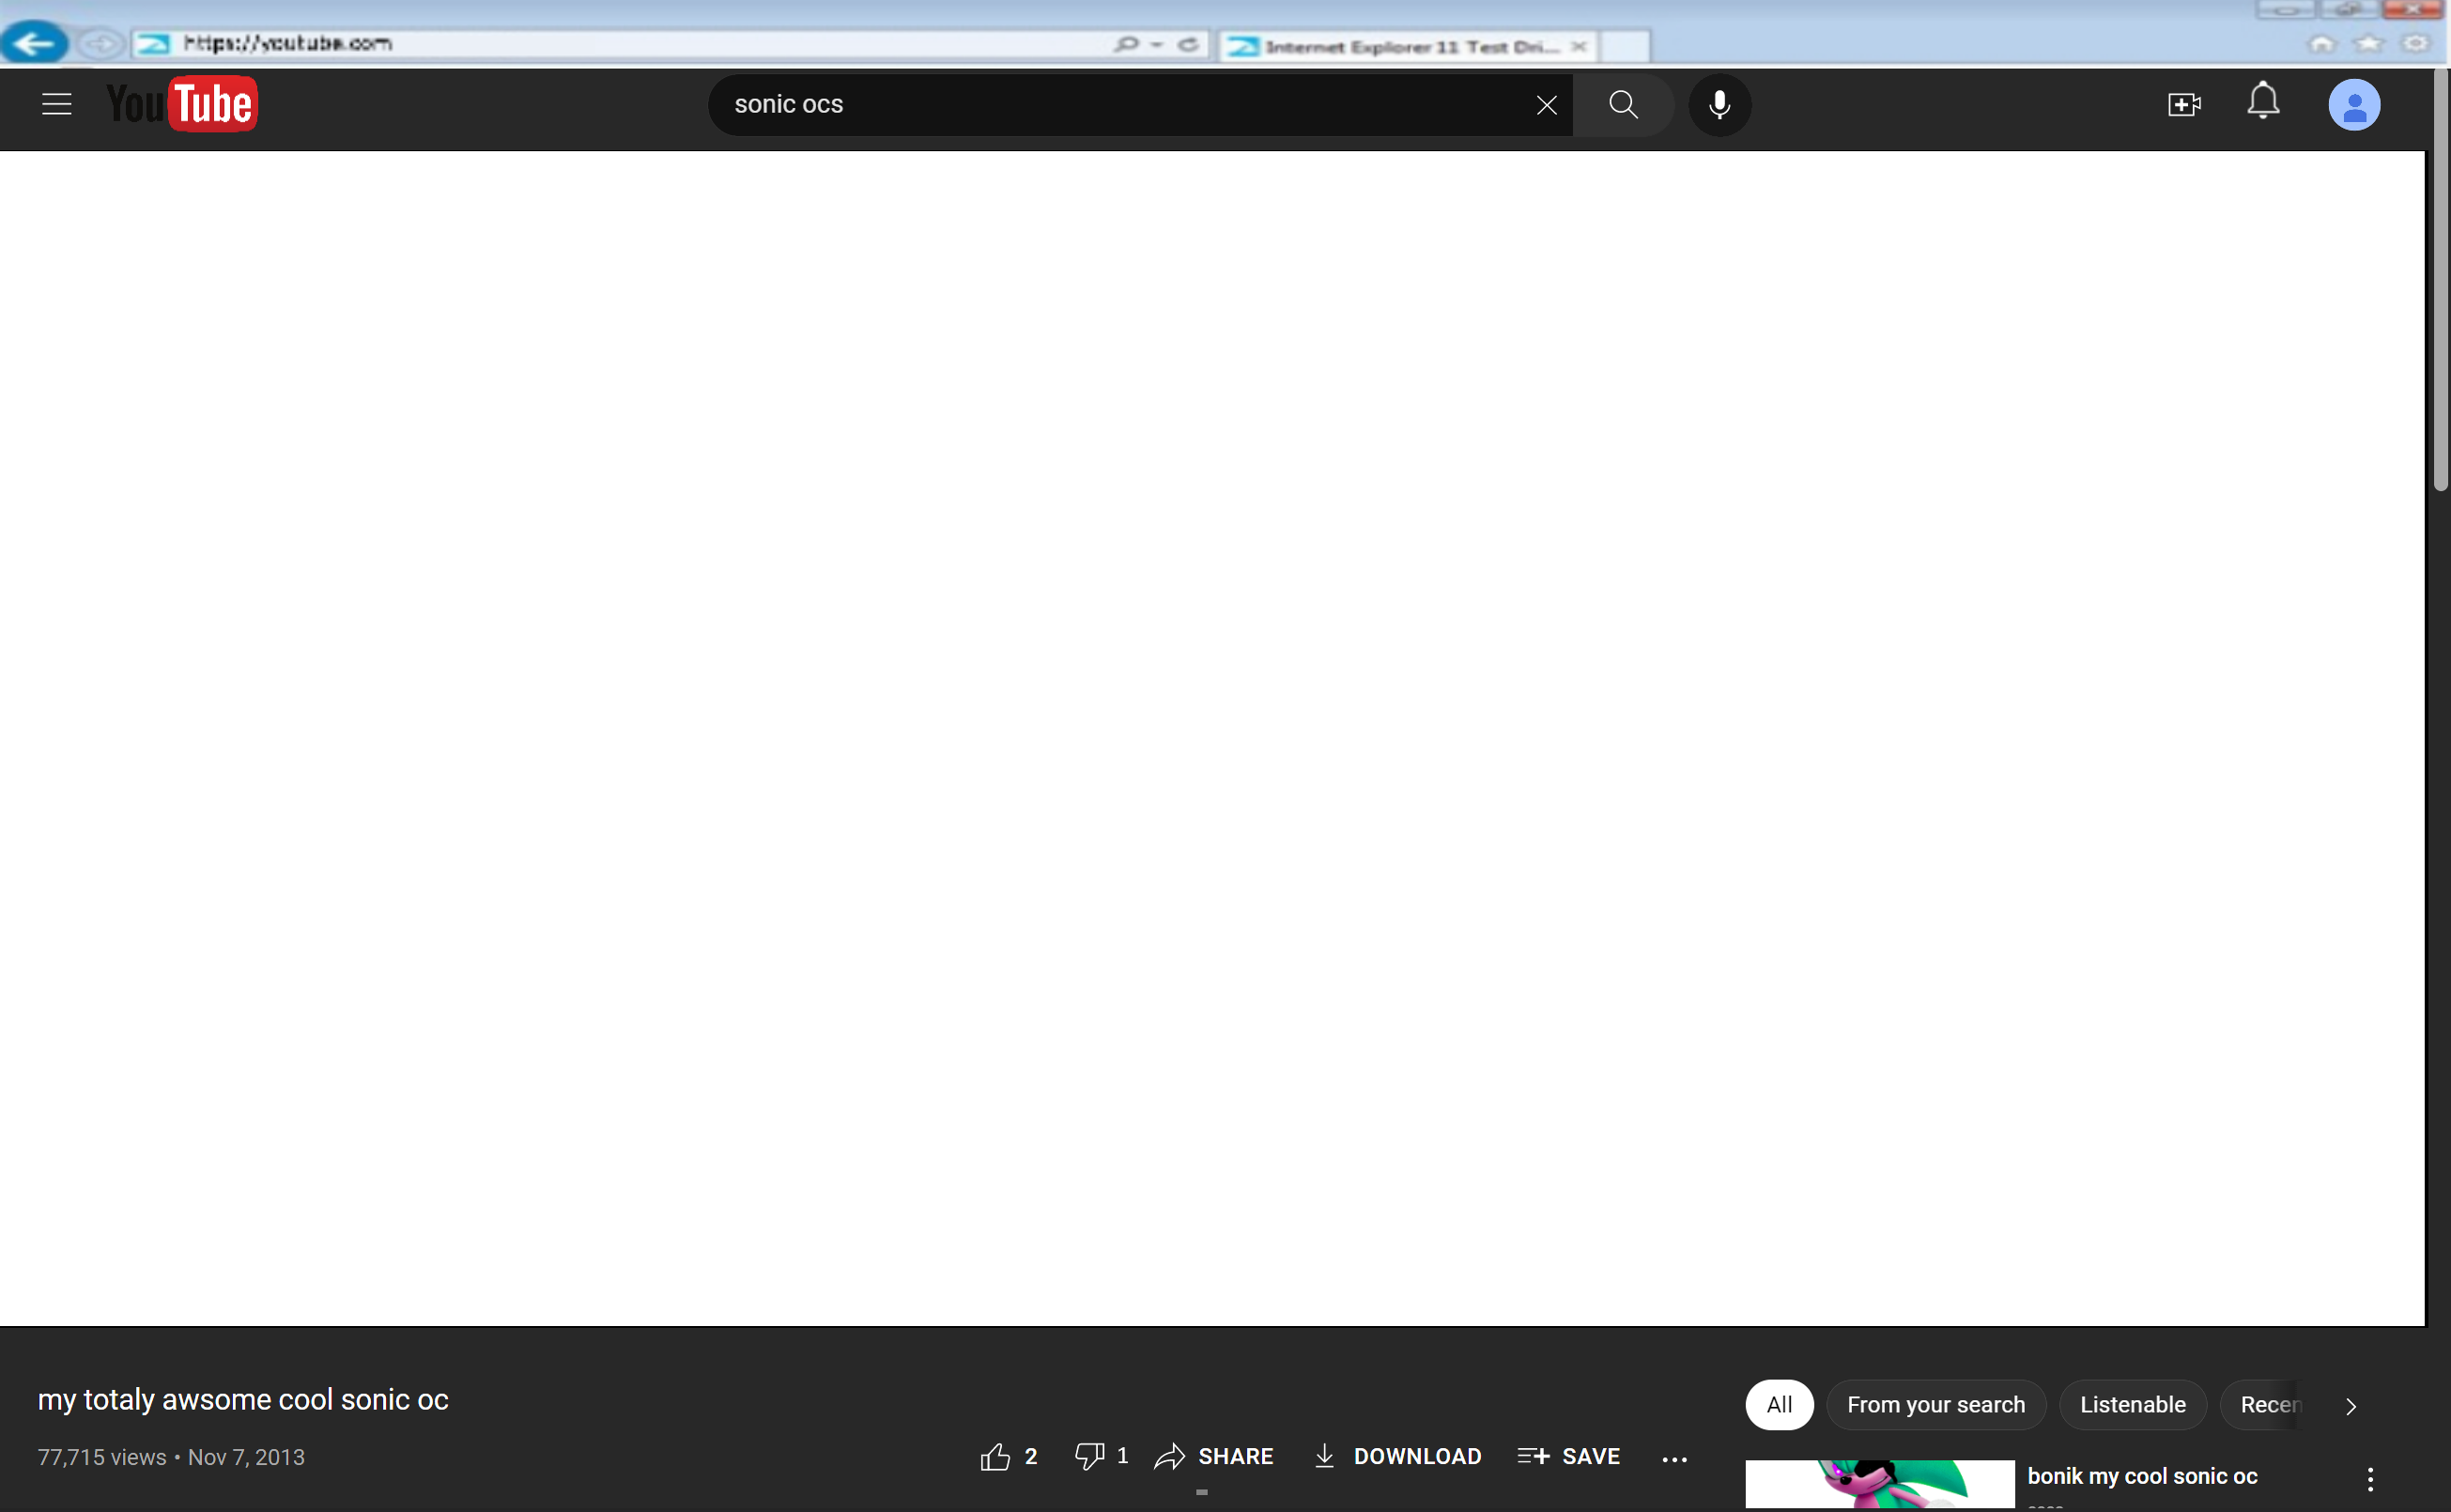 https://youtube.com
Internet Explorer 11 Test Dri...
YouTube
sonic ocs
my totaly awsome cool sonic oc
77,715 views • Nov 7, 2013
2
1
SHARE
DOWNLOAD
SAVE
All
From your search
Listenable
Recen
bonik my cool sonic oc